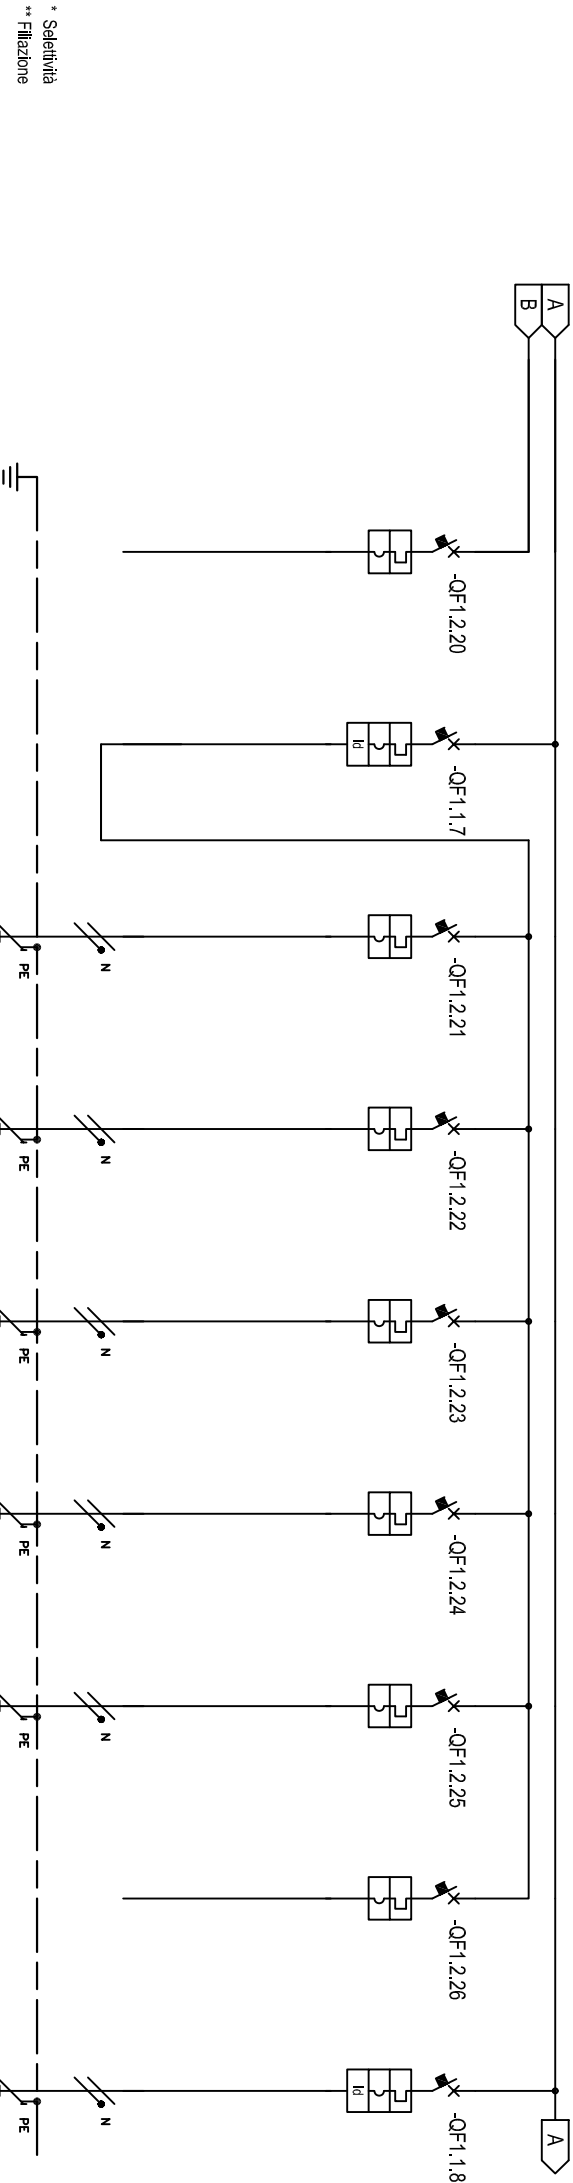 A
B
-QF1.2.20
-QF1.1.7
Id
-QF1.2.21
-QF1.2.22
-QF1.2.23
-QF1.2.24
-QF1.2.25
-QF1.2.26
-QF1.1.8
Id
A
N
N
N
N
N
N
PE
PE
PE
PE
PE
PE
* Selettività
** Filiazione